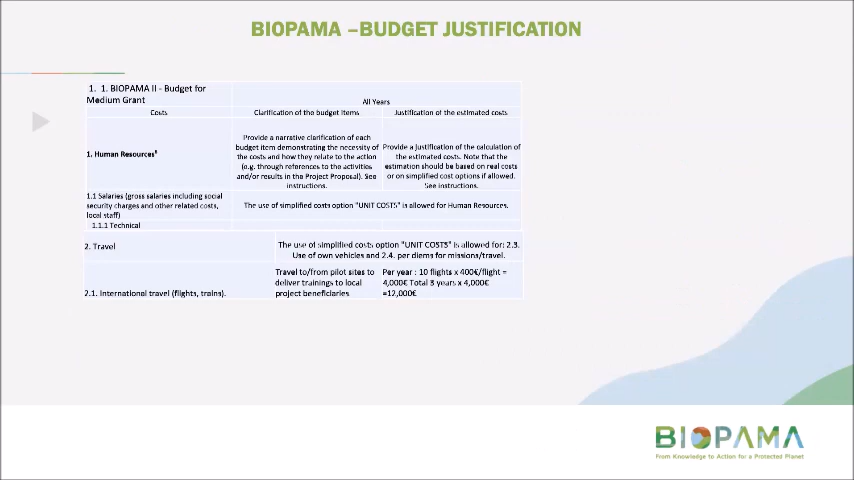 BIOPAMA –BUDGET JUSTIFICATION
1. 1. BIOPAMA II - Budget for
Medium Grant
All Years
Costs
Clarification of the budget items
Justification of the estimated costs
1. Human Resources⁵
Provide a narrative clarification of each
budget item demonstrating the necessity of
the costs and how they relate to the action
(e.g. through references to the activities
and/or results in the Project Proposal). See
instructions.
Provide a justification of the calculation of
the estimated costs. Note that the
estimation should be based on real costs
or on simplified cost options if allowed.
See instructions.
1.1 Salaries (gross salaries including social
security charges and other related costs,
local staff)
The use of simplified costs option "UNIT COSTS" is allowed for Human Resources.
1.1.1 Technical
2. Travel
The use of simplified costs option "UNIT COSTS" is allowed for: 2.3.
Use of own vehicles and 2.4. per diems for missions/travel.
2.1. International travel (flights, trains).
Travel to/from pilot sites to
deliver trainings to local
project beneficiaries
Per year : 10 flights x 400€/flight =
4,000€ Total 3 years x 4,000€
=12,000€
BIOPAMA
From Knowledge to Action for a Protected Planet